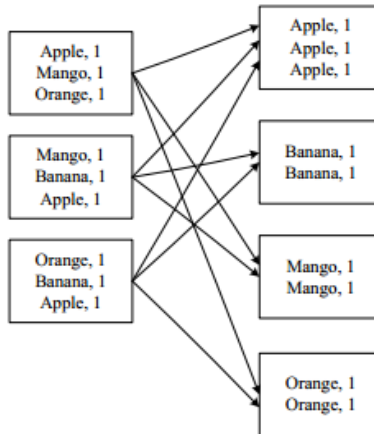 Apple, 1
Mango, 1
Orange, 1
Mango, 1
Banana, 1
Apple, 1
Orange, 1
Banana, 1
Apple, 1
Apple, 1
Apple, 1
Apple, 1
Banana, 1
Banana, 1
Mango, 1
Mango, 1
Orange, 1
Orange, 1